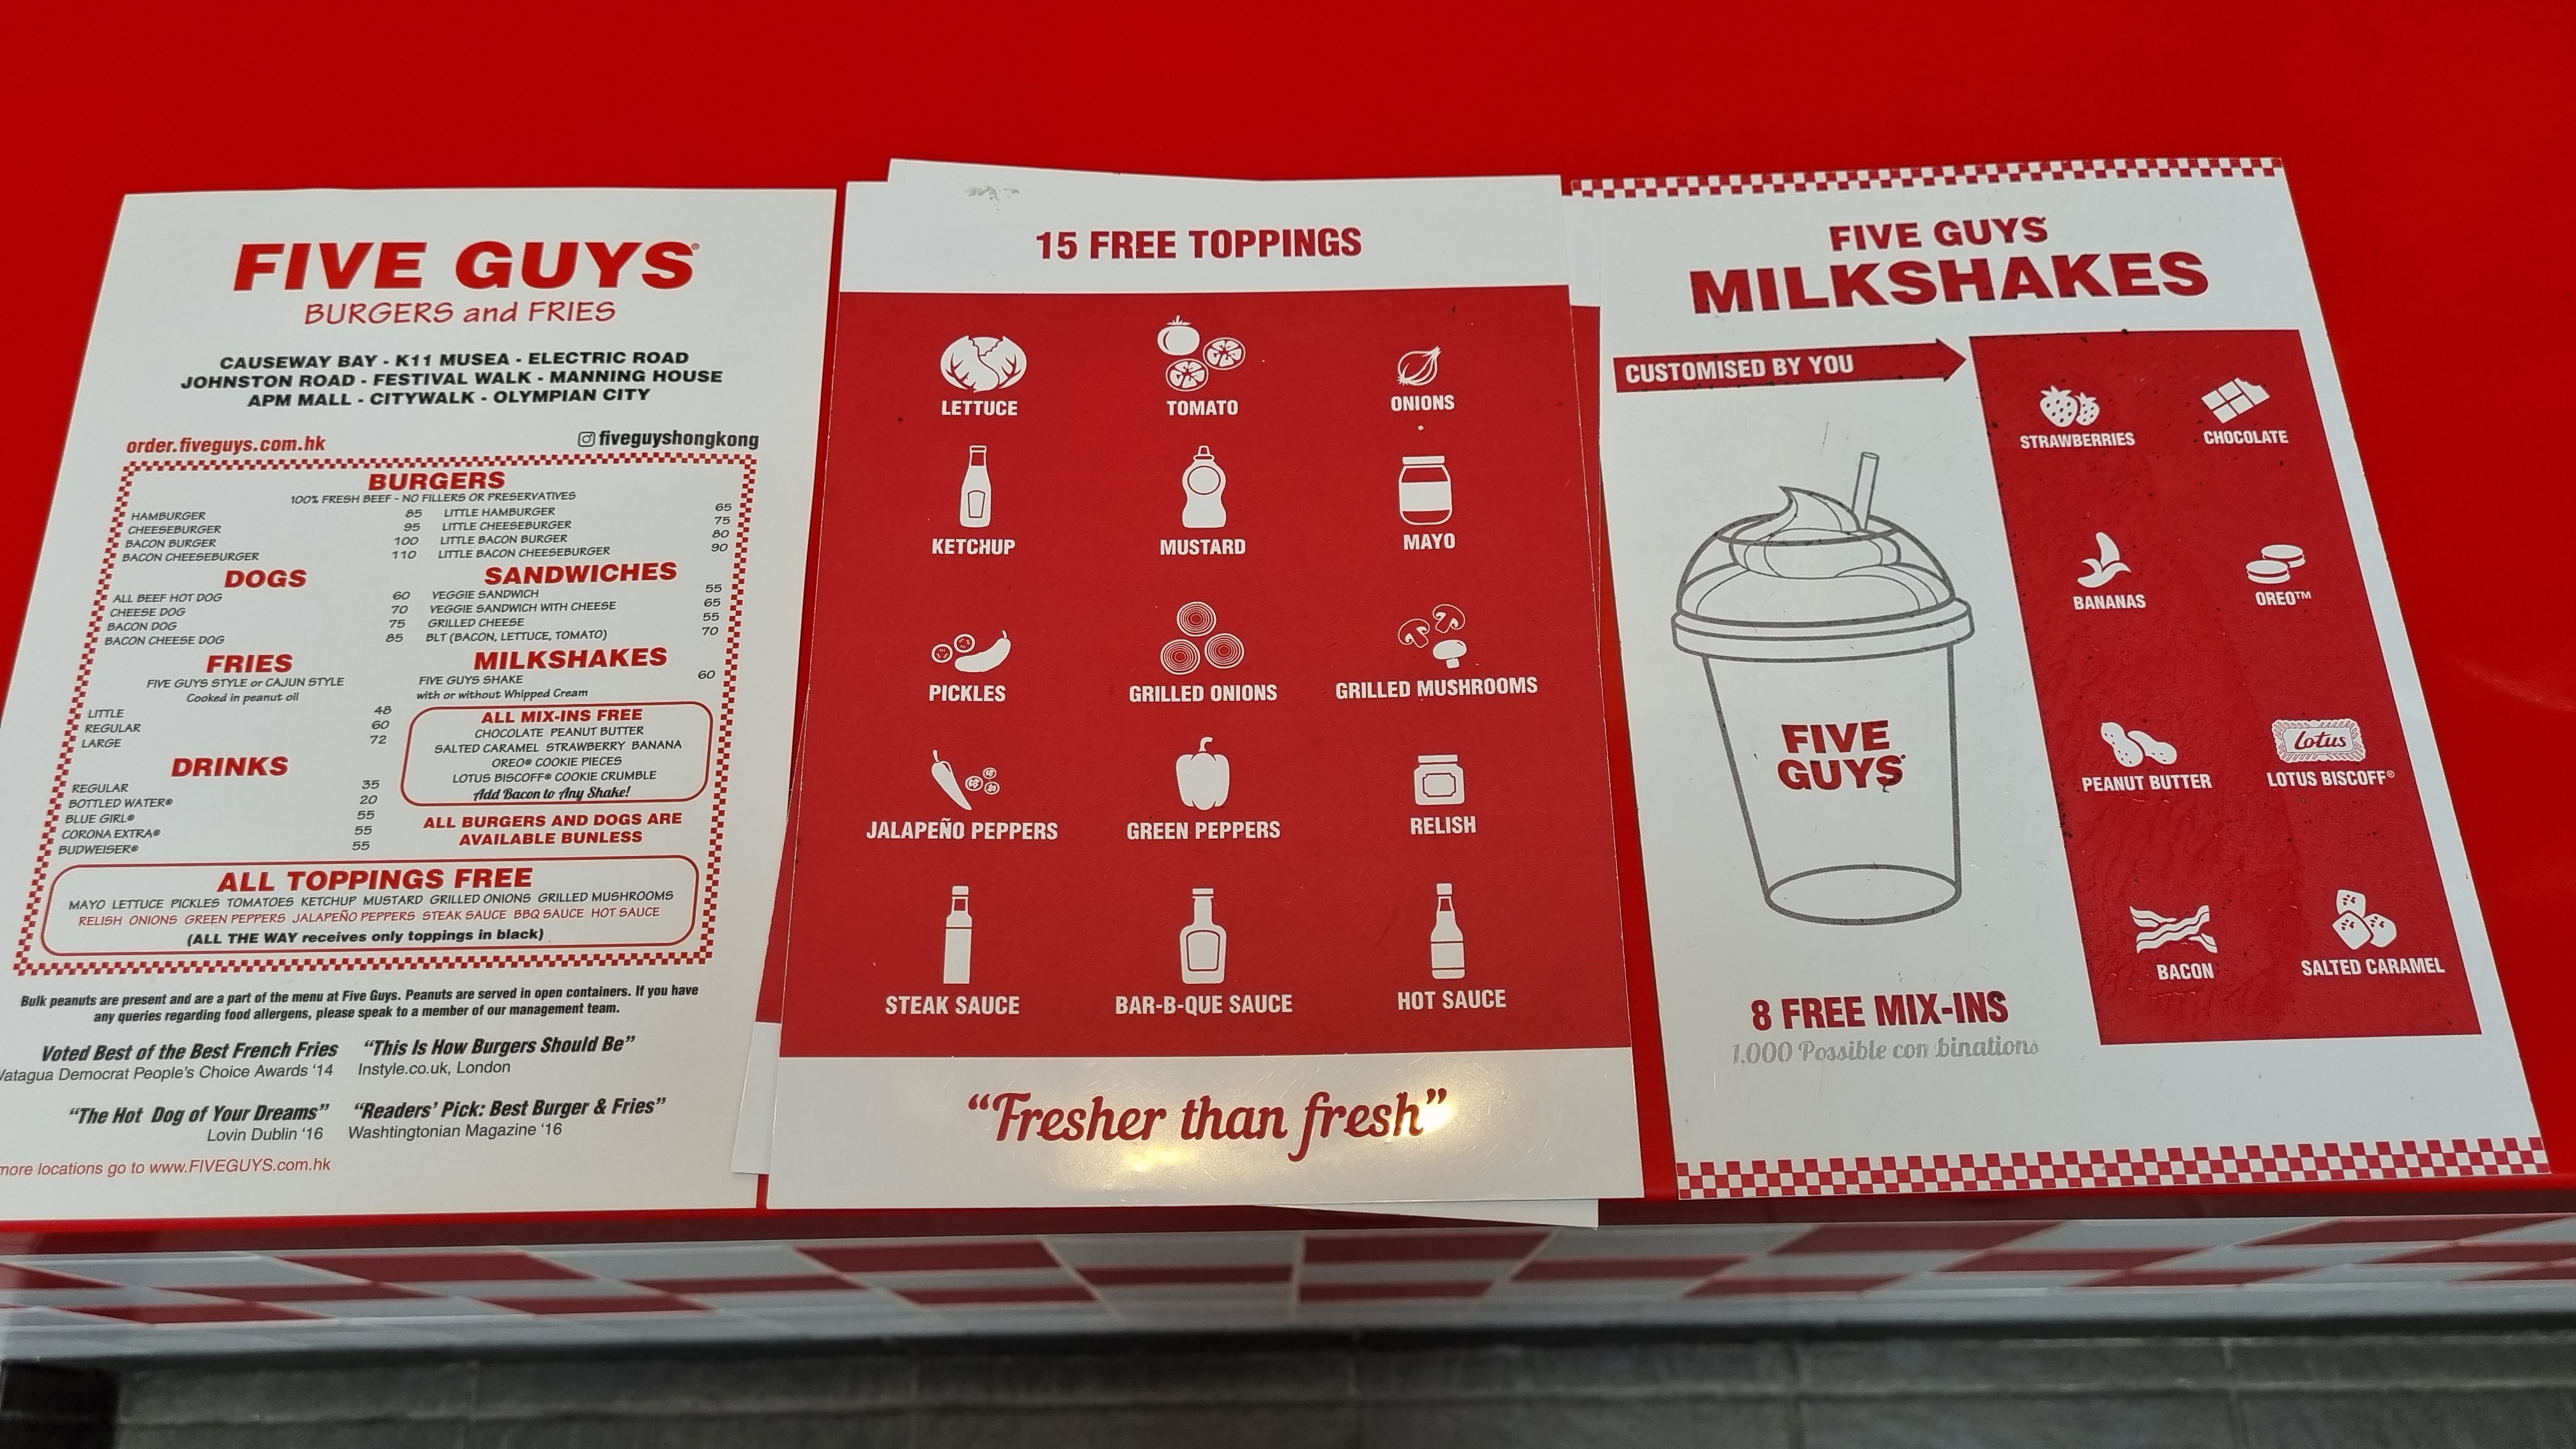 FIVE GUYS®
BURGERS and FRIES
CAUSEWAY BAY - K11 MUSEA - ELECTRIC ROAD
JOHNSTON ROAD - FESTIVAL WALK - MANNING HOUSE
APM MALL - CITYWALK - OLYMPIAN CITY
order.fiveguys.com.hk
fiveguyshongkong
BURGERS
100% FRESH BEEF - NO FILLERS OR PRESERVATIVES
HAMBURGER 85
CHEESEBURGER 95
BACON BURGER 100
BACON CHEESEBURGER 110
LITTLE HAMBURGER 65
LITTLE CHEESEBURGER 75
LITTLE BACON BURGER 80
LITTLE BACON CHEESEBURGER 90
DOGS
ALL BEEF HOT DOG 60
CHEESE DOG 70
BACON DOG 75
BACON CHEESE DOG 85
SANDWICHES
VEGGIE SANDWICH 55
VEGGIE SANDWICH WITH CHEESE 65
GRILLED CHEESE 55
BLT (BACON, LETTUCE, TOMATO) 70
FRIES
FIVE GUYS STYLE or CAJUN STYLE
Cooked in peanut oil
LITTLE 48
REGULAR 60
LARGE 72
MILKSHAKES
FIVE GUYS SHAKE 60
with or without Whipped Cream
ALL MIX-INS FREE
CHOCOLATE PEANUT BUTTER
SALTED CARAMEL STRAWBERRY BANANA
OREO® COOKIE PIECES
LOTUS BISCOFF® COOKIE CRUMBLE
Add Bacon to Any Shake!
DRINKS
REGULAR 35
BOTTLED WATER® 20
BLUE GIRL® 55
CORONA EXTRA® 55
BUDWEISER® 55
ALL BURGERS AND DOGS ARE
AVAILABLE BUNLESS
ALL TOPPINGS FREE
MAYO LETTUCE PICKLES TOMATOES KETCHUP MUSTARD GRILLED ONIONS GRILLED MUSHROOMS
RELISH ONIONS GREEN PEPPERS JALAPEÑO PEPPERS STEAK SAUCE BBQ SAUCE HOT SAUCE
(ALL THE WAY receives only toppings in black)
Bulk peanuts are present and are a part of the menu at Five Guys. Peanuts are served in open containers. If you have
any queries regarding food allergens, please speak to a member of our management team.
Voted Best of the Best French Fries
Democrat People's Choice Awards '14
"This Is How Burgers Should Be"
Instyle.co.uk, London
"The Hot Dog of Your Dreams"
Lovin Dublin '16
"Readers' Pick: Best Burger & Fries"
Washtingtonian Magazine '16
more locations go to www.FIVEGUYS.com.hk
15 FREE TOPPINGS
LETTUCE
TOMATO
ONIONS
KETCHUP
MUSTARD
MAYO
PICKLES
GRILLED ONIONS
GRILLED MUSHROOMS
JALAPEÑO PEPPERS
GREEN PEPPERS
RELISH
STEAK SAUCE
BAR-B-QUE SAUCE
HOT SAUCE
"Fresher than fresh"
FIVE GUYS
MILKSHAKES
CUSTOMISED BY YOU
STRAWBERRIES
CHOCOLATE
BANANAS
OREO™
FIVE
GUYS
Lotus
PEANUT BUTTER
LOTUS BISCOFF®
BACON
SALTED CARAMEL
8 FREE MIX-INS
1,000 Possible combinations